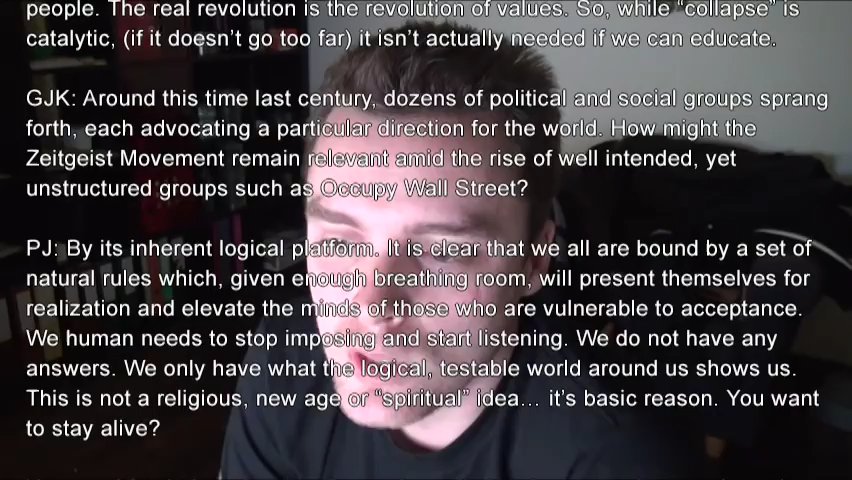 people. The real revolution is the revolution of values. So, while “collapse” is
catalytic, (if it doesn’t go too far) it isn’t actually needed if we can educate.
GJK: Around this time last century, dozens of political and social groups sprang
forth, each advocating a particular direction for the world. How might the
Zeitgeist Movement remain relevant amid the rise of well intended, yet
unstructured groups such as Occupy Wall Street?
PJ: By its inherent logical platform. It is clear that we all are bound by a set of
natural rules which, given enough breathing room, will present themselves for
realization and elevate the minds of those who are vulnerable to acceptance.
We human needs to stop imposing and start listening. We do not have any
answers. We only have what the logical, testable world around us shows us.
This is not a religious, new age or “spiritual” idea… it’s basic reason. You want
to stay alive?